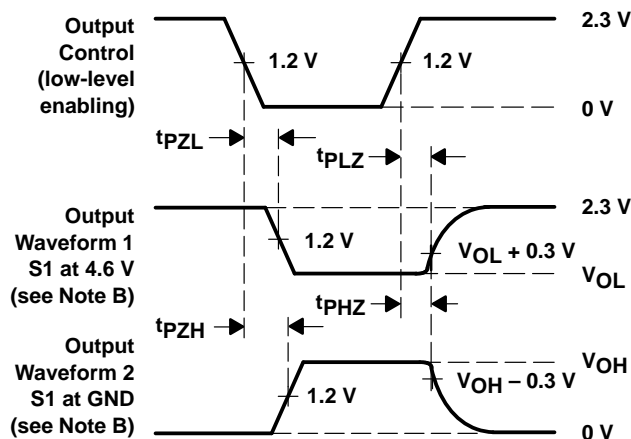 Output
Control
(low-level
enabling)
1.2 V
1.2 V
2.3 V
0 V
tPZL
tPLZ
Output
Waveform 1
S1 at 4.6 V
(see Note B)
1.2 V
2.3 V
VOL + 0.3 V
VOL
tPZH
tPHZ
Output
Waveform 2
S1 at GND
(see Note B)
1.2 V
VOH
VOH − 0.3 V
0 V